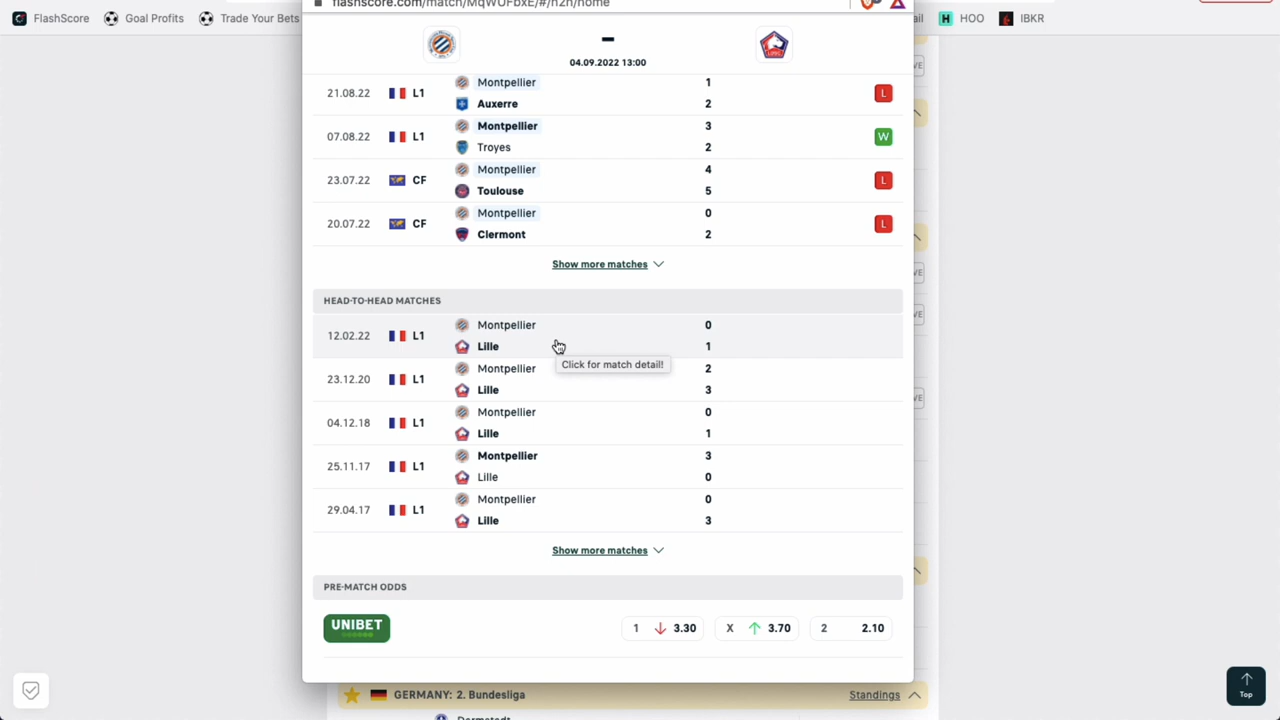 flashscore.com/match/MqWUFbxE/#/h2h/home
FlashScore Goal Profits Trade Your Bets HOO IBKR
04.09.2022 13:00
21.08.22 L1 Montpellier 1 L
Auxerre 2
07.08.22 L1 Montpellier 3 W
Troyes 2
23.07.22 CF Montpellier 4 L
Toulouse 5
20.07.22 CF Montpellier 0 L
Clermont 2
Show more matches
HEAD-TO-HEAD MATCHES
12.02.22 L1 Montpellier 0
Lille 1
Click for match detail!
23.12.20 L1 Montpellier 2
Lille 3
04.12.18 L1 Montpellier 0
Lille 1
25.11.17 L1 Montpellier 3
Lille 0
29.04.17 L1 Montpellier 0
Lille 3
Show more matches
PRE-MATCH ODDS
UNIBET 1 3.30 X 3.70 2 2.10
GERMANY: 2. Bundesliga Standings
Top
Darmstadt